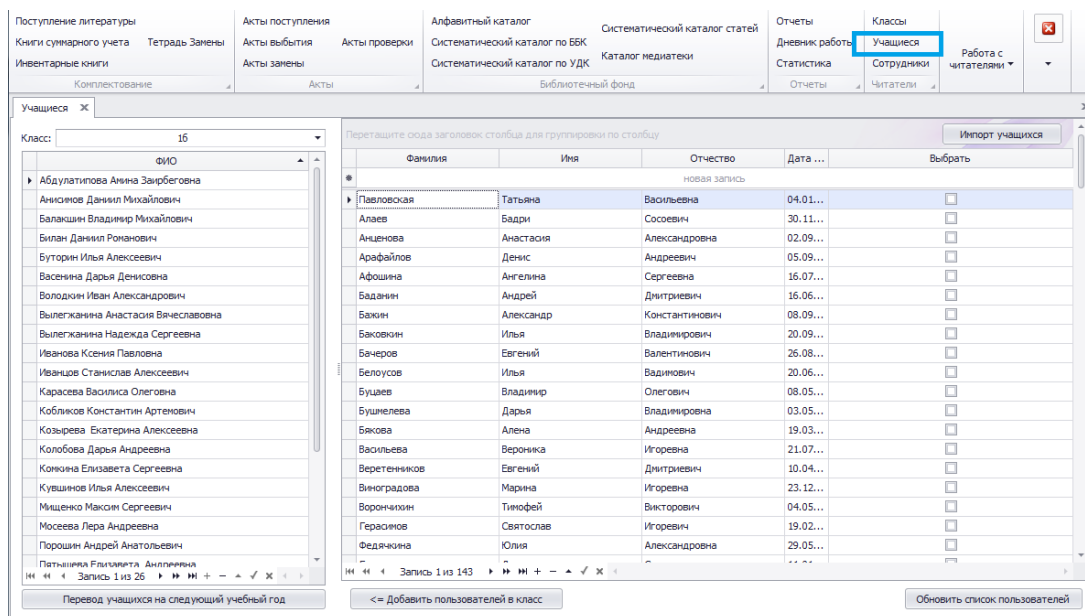 Поступление литературы
Книги суммарного учета Тетрадь Замены
Инвентарные книги
Комплектование
Акты поступления
Акты выбытия Акты проверки
Акты замены
Акты
Алфавитный каталог
Систематический каталог по ББК
Систематический каталог по УДК
Систематический каталог статей
Каталог медиатеки
Библиотечный фонд
Отчеты
Дневник работы
Статистика
Отчеты
Классы
Учащиеся
Сотрудники
Читатели
Работа с
читателями
Учащиеся
Класс: 1б
ФИО
Абдулатипова Амина Заирбеговна
Анисимов Даниил Михайлович
Балакшин Владимир Михайлович
Билан Даниил Романович
Буторин Илья Алексеевич
Васенина Дарья Денисовна
Володкин Иван Александрович
Вылегжанина Анастасия Вячеславовна
Вылегжанина Надежда Сергеевна
Иванова Ксения Павловна
Иванцов Станислав Алексеевич
Карасева Василиса Олеговна
Кобликов Константин Артемович
Козырева Екатерина Алексеевна
Колобова Дарья Андреевна
Комкина Елизавета Сергеевна
Кувшинов Илья Алексеевич
Мищенко Максим Сергеевич
Мосеева Лера Андреевна
Порошин Андрей Анатольевич
Пятышева Елизавета Андреевна
Запись 1 из 26
Перевод учащихся на следующий учебный год
Перетащите сюда заголовок столбца для группировки по столбцу
Импорт учащихся
Фамилия Имя Отчество Дата ... Выбрать
новая запись
Павловская Татьяна Васильевна 04.01...
Алаев Бадри Сосоевич 30.11...
Анценова Анастасия Александровна 02.09...
Арафайлов Денис Андреевич 05.09...
Афошина Ангелина Сергеевна 16.07...
Баданин Андрей Дмитриевич 16.06...
Бажин Александр Константинович 08.09...
Баковкин Илья Владимирович 20.09...
Бачеров Евгений Валентинович 26.08...
Белоусов Илья Вадимович 20.06...
Буцаев Владимир Олегович 08.05...
Бушмелева Дарья Владимировна 03.05...
Бякова Алена Андреевна 19.03...
Васильева Вероника Игоревна 21.07...
Веретенников Евгений Дмитриевич 10.04...
Виноградова Марина Игоревна 23.12...
Ворончихин Тимофей Викторович 04.05...
Герасимов Святослав Игоревич 19.02...
Федячкина Юлия Александровна 29.05...
Запись 1 из 143
<= Добавить пользователей в класс
Обновить список пользователей